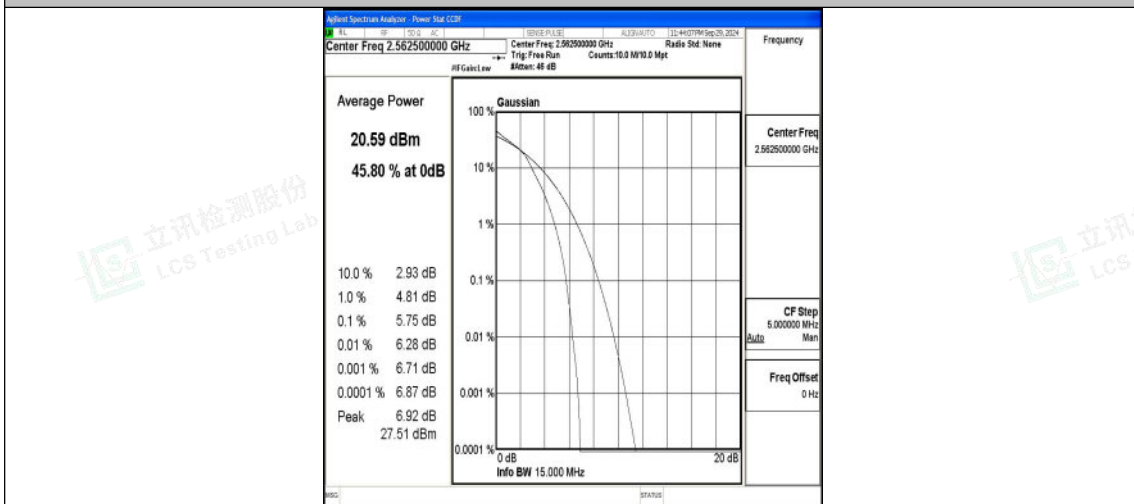 Agilent Spectrum Analyzer - Power Stat CCDF
RL RF 50 Ω AC SENSE:PULSE ALIGN AUTO 11:44:07 PM Sep 29, 2024
Center Freq 2.562500000 GHz
Center Freq: 2.562500000 GHz Radio Std: None
Trig: Free Run Counts:10.0 M/10.0 Mpt
#IFGain:Low #Atten: 46 dB
Frequency
Average Power
20.59 dBm
45.80 % at 0dB
10.0 % 2.93 dB
1.0 % 4.81 dB
0.1 % 5.75 dB
0.01 % 6.28 dB
0.001 % 6.71 dB
0.0001 % 6.87 dB
Peak 6.92 dB
27.51 dBm
Gaussian
100 %
10 %
1 %
0.1 %
0.01 %
0.001 %
0.0001 %
0 dB 20 dB
Info BW 15.000 MHz
Center Freq
2.562500000 GHz
CF Step
5.000000 MHz
Auto Man
Freq Offset
0 Hz
MSG STATUS
立讯检测股份
LCS Testing Lab
立讯
LCS